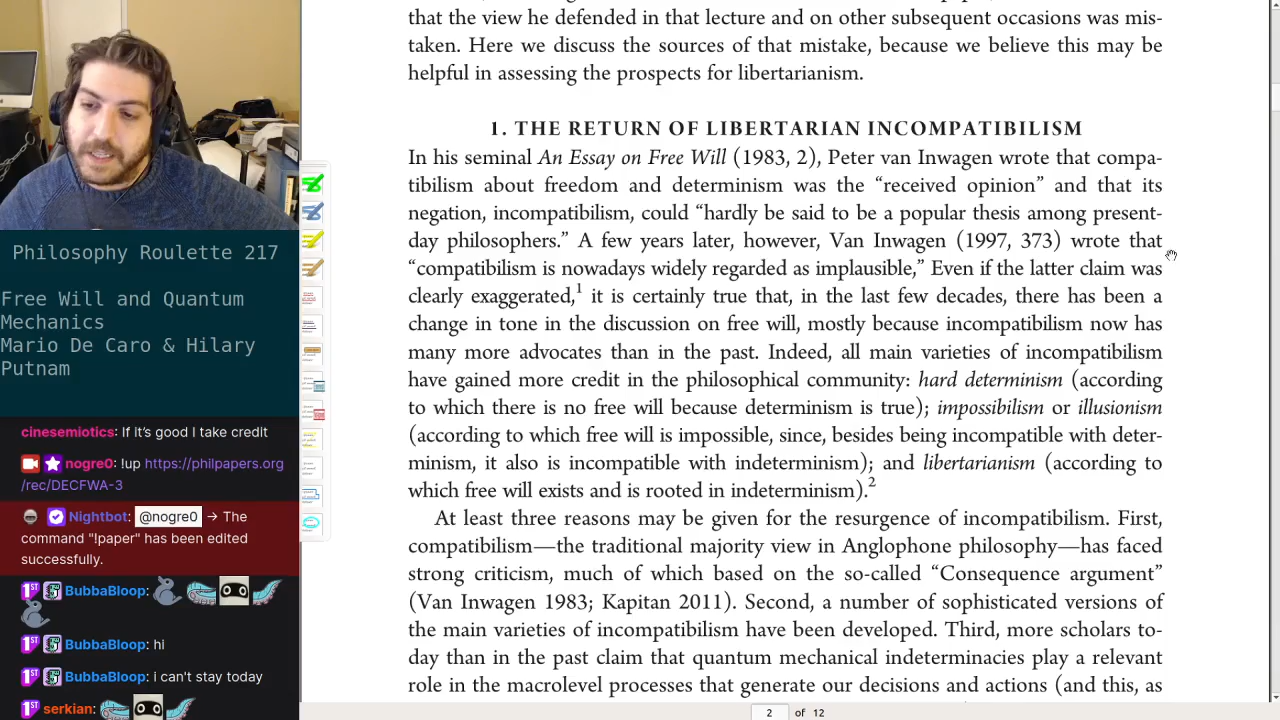 that the view he defended in that lecture and on other subsequent occasions was mis-
taken. Here we discuss the sources of that mistake, because we believe this may be
helpful in assessing the prospects for libertarianism.
1. THE RETURN OF LIBERTARIAN INCOMPATIBILISM
In his seminal An Essay on Free Will (1983, 2), Peter van Inwagen wrote that compa-
tibilism about freedom and determinism was the “received opinion” and that its
negation, incompatibilism, could “hardly be said to be a popular thesis among present-
day philosophers.” A few years later, however, Van Inwagen (1997, 373) wrote that
“compatibilism is nowadays widely regarded as implausible,” Even if the latter claim was
clearly exaggerated, it is certainly true that, in the last few decades, there has been a
change in tone discussion on free will, mostly because incompatibilism now has
many more advocates than in the past. Indeed, all main varieties of incompatibilism
have gained more credit in the philosophical community: hard determinism (according
to which there is no free will because determinism is true); impossibilism or illusionism
(according to which free will is impossible, since besides being incompatible with deter-
minism it also is incompatible with indeterminism); and libertarianism (according to
which free will exists and is rooted in indeterminism).2
At least three reasons may be given for the resurgence of incompatibilism. First,
compatibilism—the traditional majority view in Anglophone philosophy—has faced
strong criticism, much of which based on the so-called “Consequence argument”
(Van Inwagen 1983; Kapitan 2011). Second, a number of sophisticated versions of
the main varieties of incompatibilism have been developed. Third, more scholars to-
day than in the past claim that quantum mechanical indeterminacies play a relevant
role in the macrolevel processes that generate our decisions and actions (and this, as
2 of 12
Philosophy Roulette 217
Free Will and Quantum
Mechanics
Mario De Caro & Hilary
Putnam
cinesemiotics: If it’s good I take credit
nogre0: !up https://philpapers.org
/rec/DECFWA-3
Nightbot: @nogre0 → The
command "!paper" has been edited
successfully.
1ST BubbaBloop:
1ST BubbaBloop: hi
1ST BubbaBloop: i can't stay today
1ST serkian: